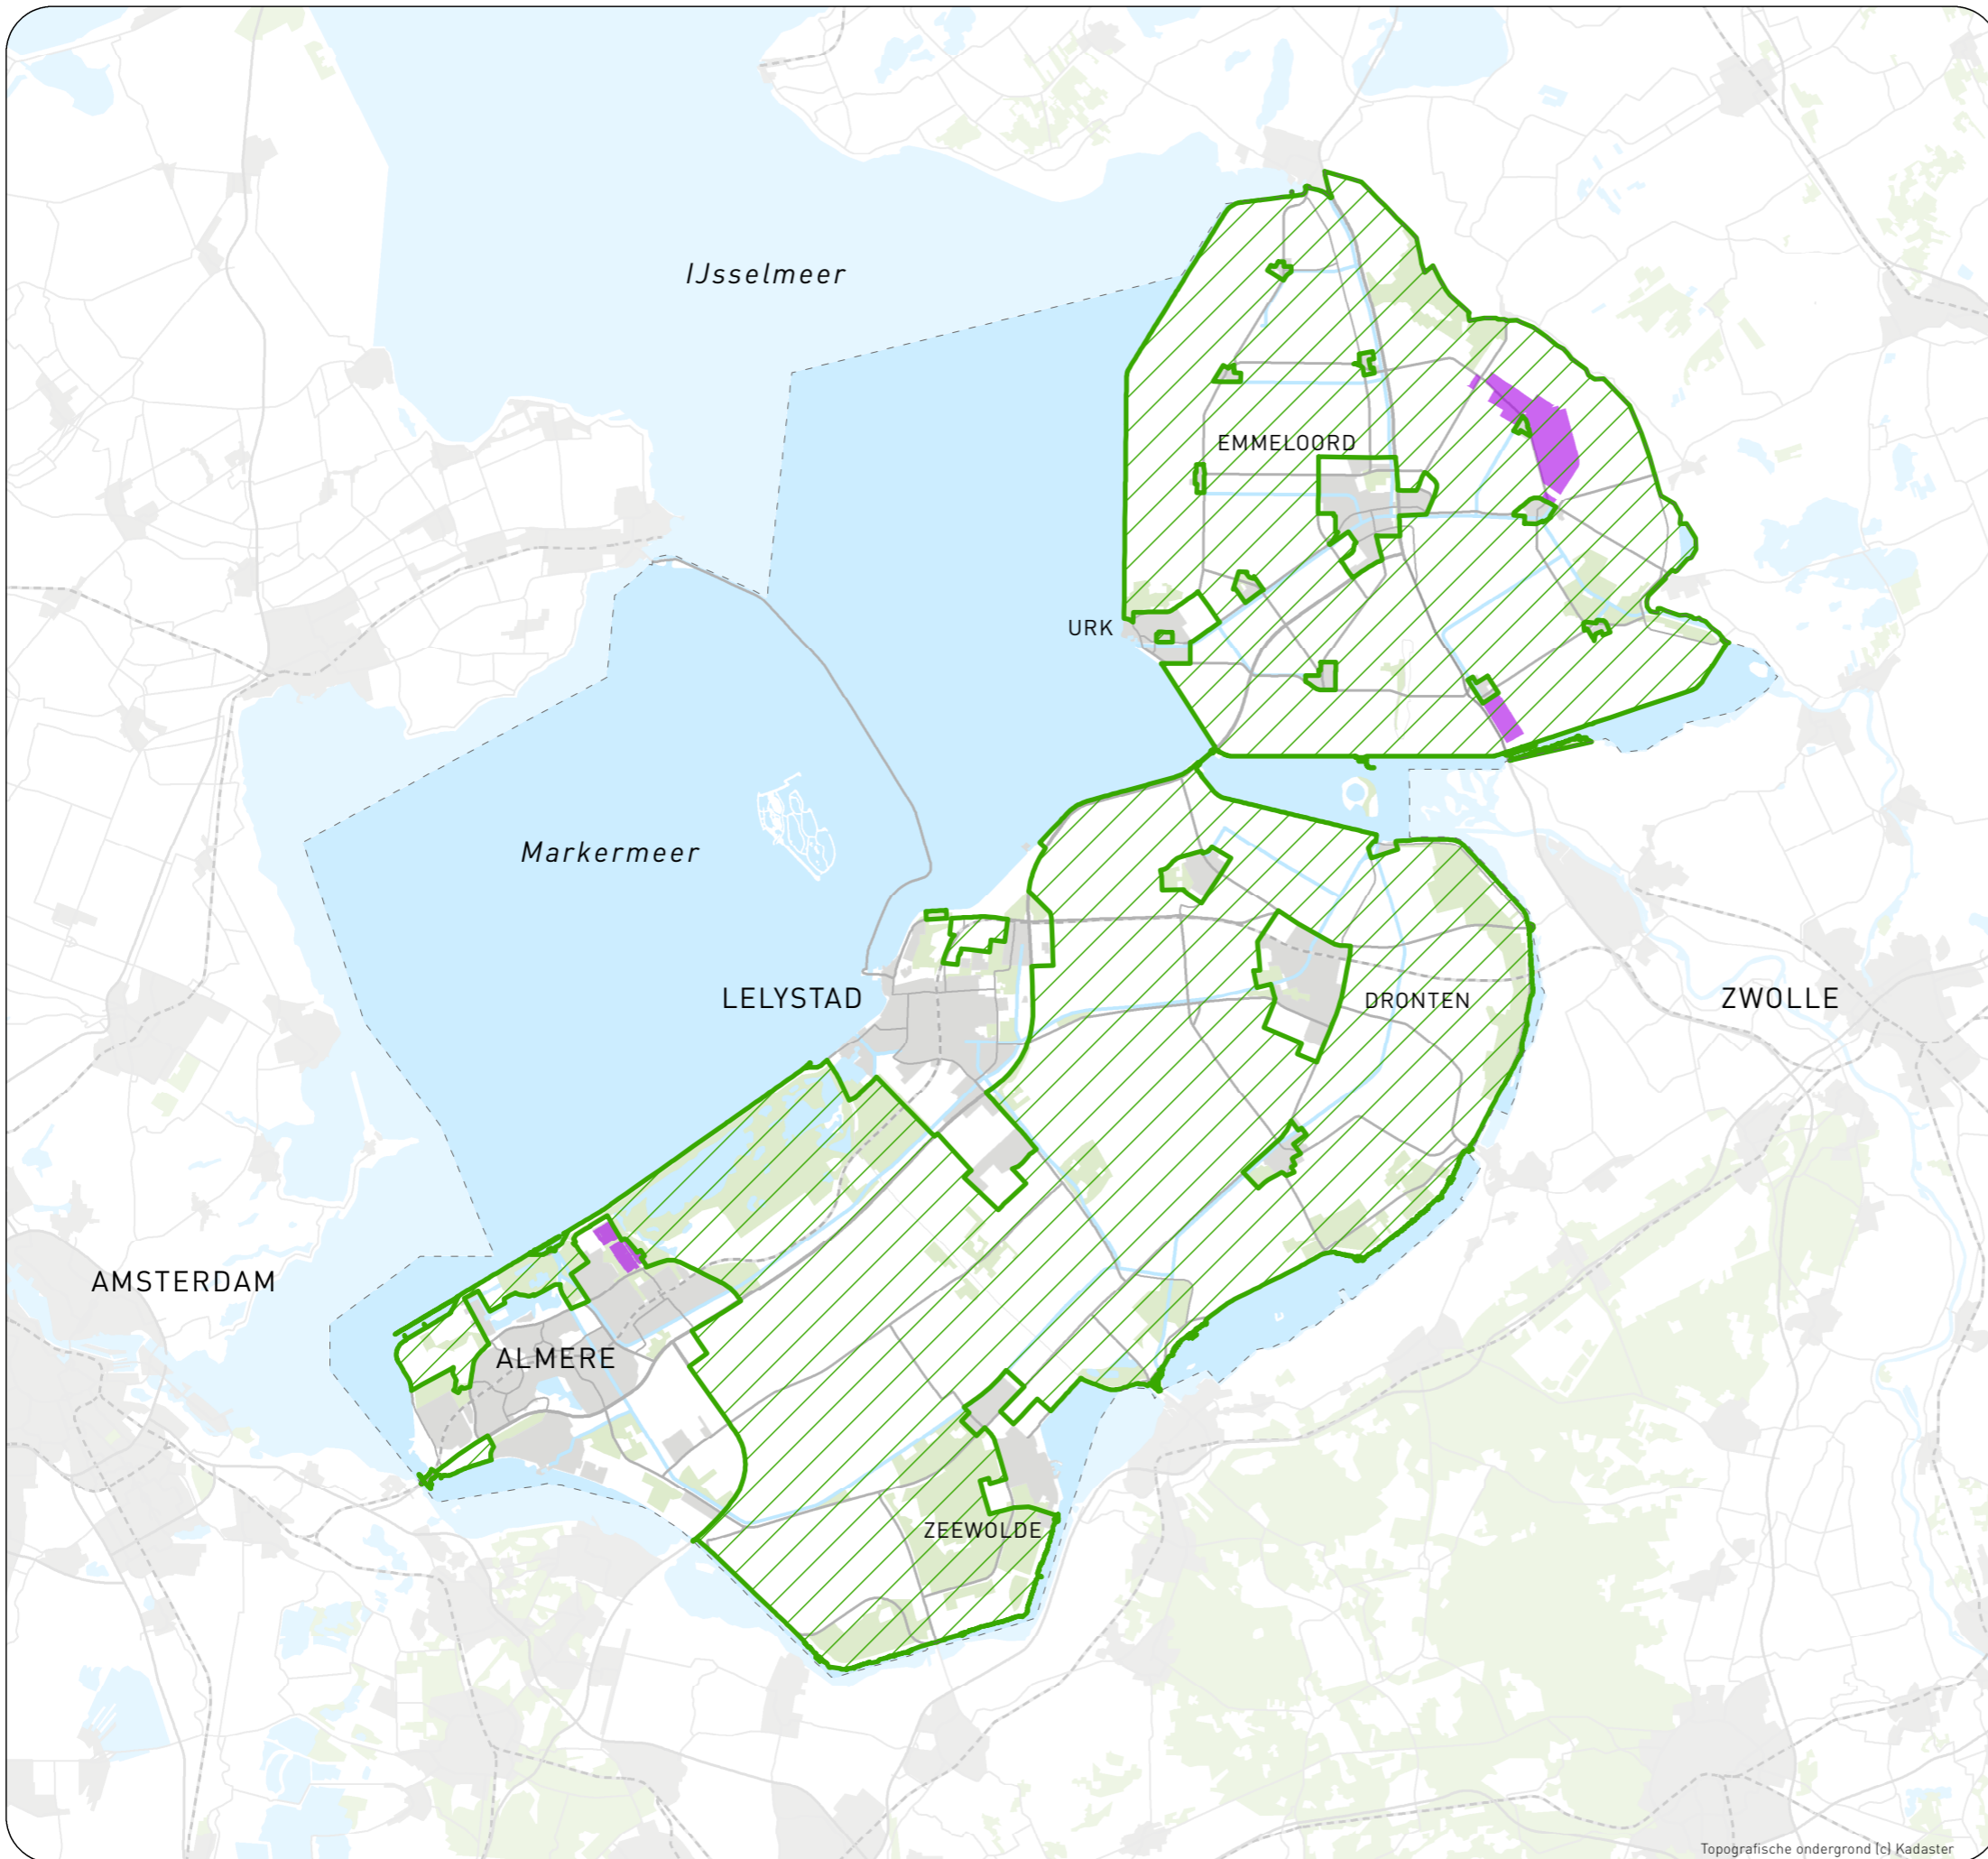 IJsselmeer
EMMELOORD
URK
Markermeer
LELYSTAD
DRONTEN
ZWOLLE
AMSTERDAM
ALMERE
ZEEWOLDE
Topografische ondergrond (c) Kadaster